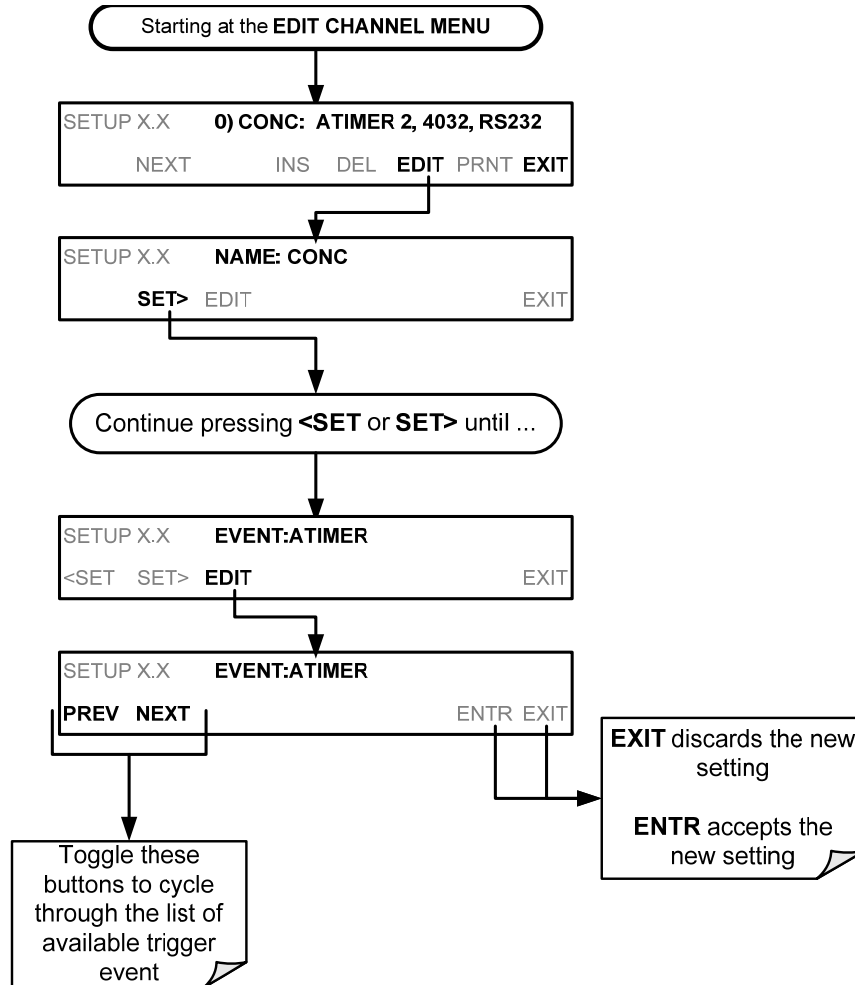 Starting at the EDIT CHANNEL MENU
SETUP X.X 0) CONC: ATIMER 2, 4032, RS232
NEXT INS DEL EDIT PRNT EXIT
SETUP X.X NAME: CONC
SET> EDIT EXIT
Continue pressing <SET or SET> until ...
SETUP X.X EVENT:ATIMER
<SET SET> EDIT EXIT
SETUP X.X EVENT:ATIMER
PREV NEXT ENTR EXIT
EXIT discards the new
setting
ENTR accepts the
new setting
Toggle these
buttons to cycle
through the list of
available trigger
event